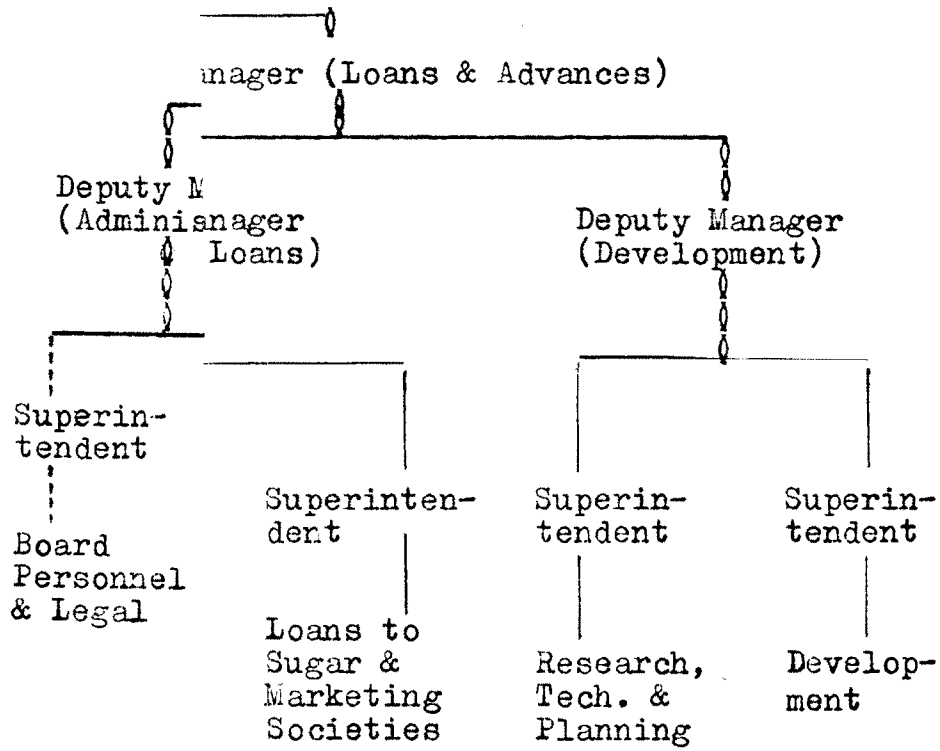 nager (Loans & Advances)
Deputy M
(Adminisnager
Loans)
Deputy Manager
(Development)
Superin-
tendent
Board
Personnel
& Legal
Superinten-
dent
Loans to
Sugar &
Marketing
Societies
Superin-
tendent
Research,
Tech. &
Planning
Superin-
tendent
Develop-
ment